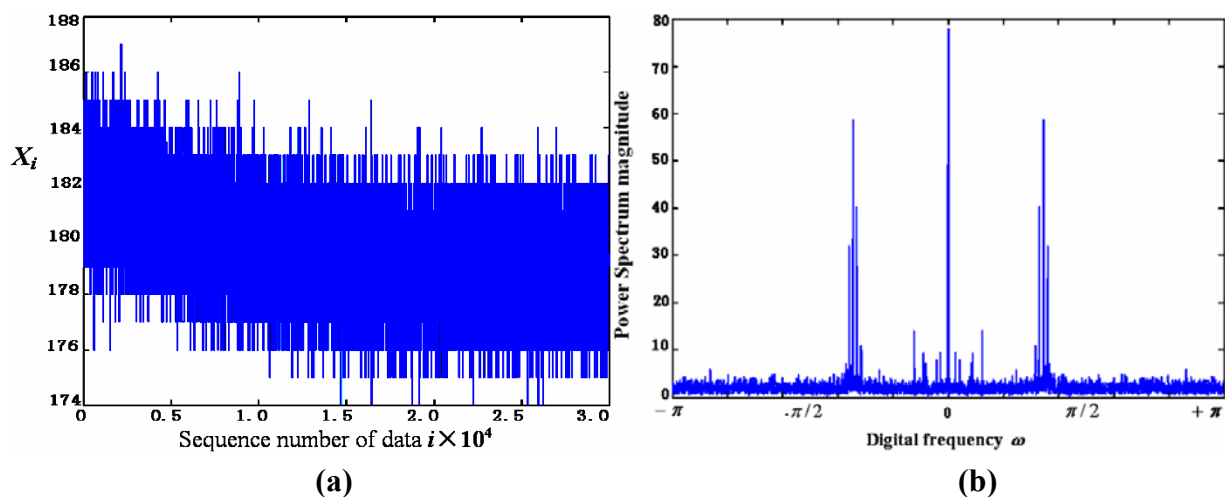 188
186
184
182
180
178
176
174
X_i
0 0.5 1.0 1.5 2.0 2.5 3.0
Sequence number of data i×10^4
(a)
80
70
60
50
40
30
20
10
0
Power Spectrum magnitude
−π -π/2 0 π/2 +π
Digital frequency ω
(b)